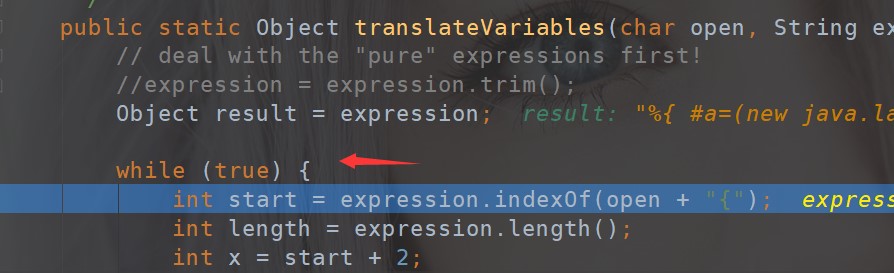 public static Object translateVariables(char open, String ex
// deal with the "pure" expressions first!
//expression = expression.trim();
Object result = expression;  result: "%{ #a=(new java.la
while (true) {
int start = expression.indexOf(open + "{");  express
int length = expression.length();
int x = start + 2;